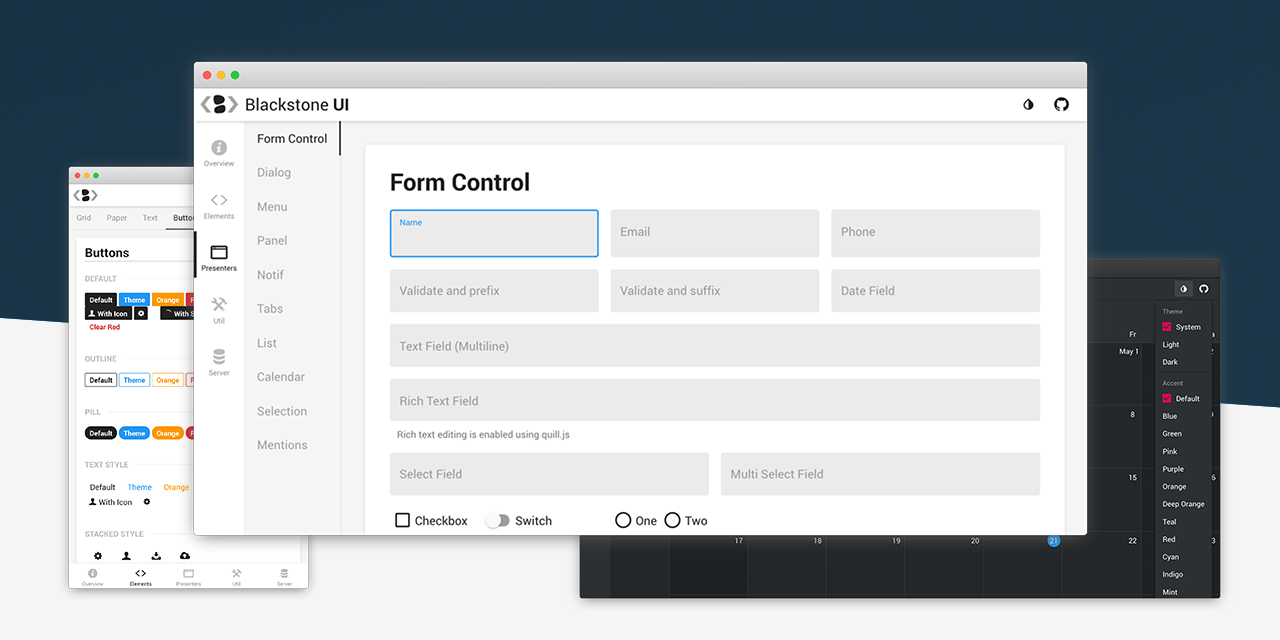 Blackstone UI
Overview
Elements
Presenters
Util
Server
Form Control
Dialog
Menu
Panel
Notif
Tabs
List
Calendar
Selection
Mentions
Form Control
Name
Email
Phone
Validate and prefix
Validate and suffix
Date Field
Text Field (Multiline)
Rich Text Field
Rich text editing is enabled using quill.js
Select Field
Multi Select Field
Checkbox Switch One Two
Grid Paper Text
Buttons
DEFAULT
Default Theme Orange
With Icon
Clear Red
OUTLINE
Default Theme Orange
PILL
Default Theme Orange
TEXT STYLE
Default Theme Orange
With Icon
STACKED STYLE
Overview Elements Presenters Util Server
Fr
May 1
8
15
17 18 19 20 21 22
Theme
System
Light
Dark
Accent
Default
Blue
Green
Pink
Purple
Orange
Deep Orange
Teal
Red
Cyan
Indigo
Mint